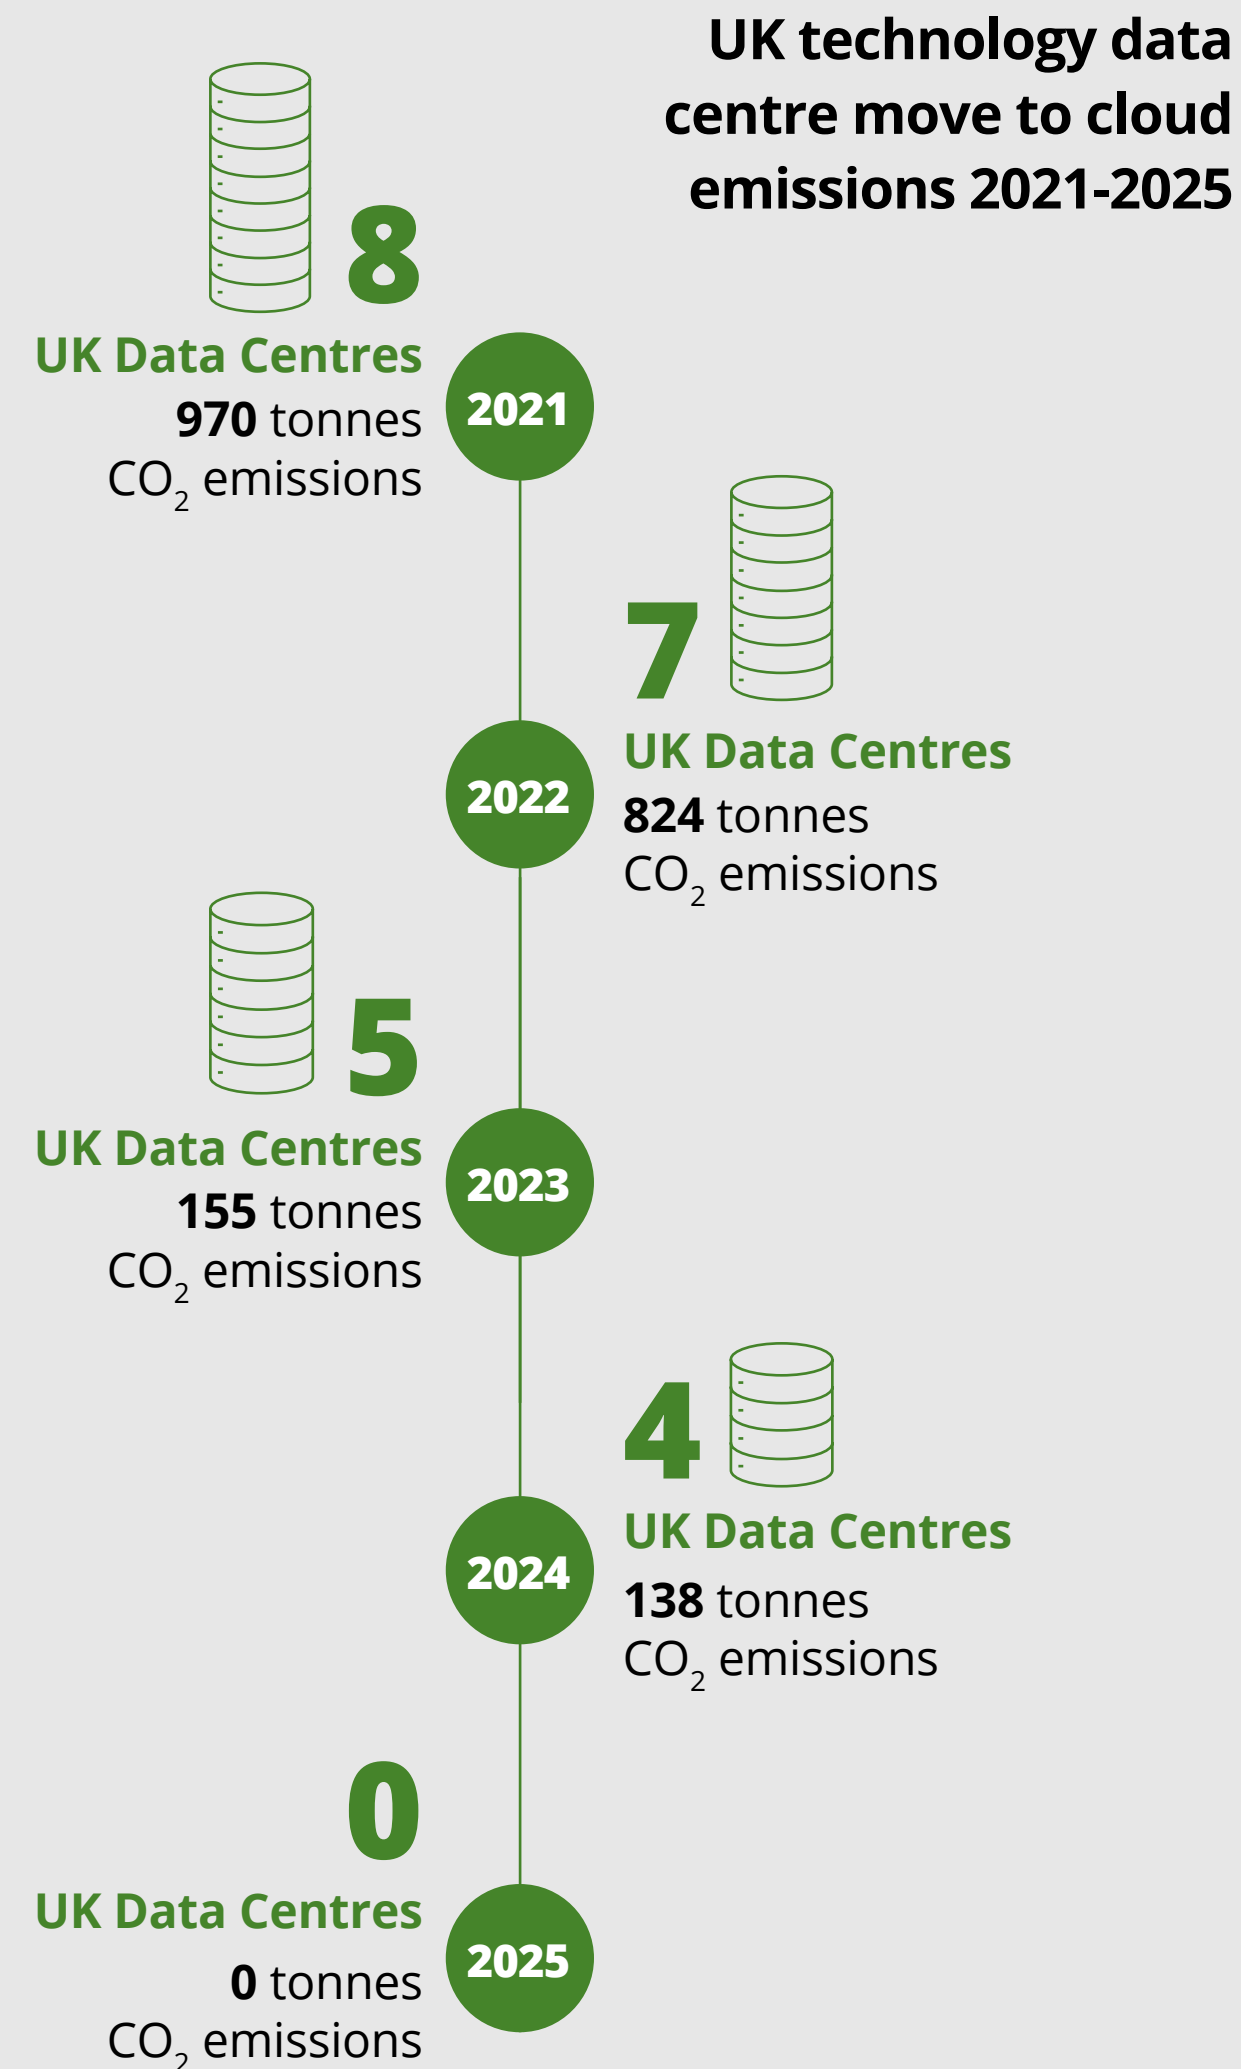 UK technology data
centre move to cloud
emissions 2021-2025
8
UK Data Centres
970 tonnes
CO₂ emissions
2021
7
UK Data Centres
824 tonnes
CO₂ emissions
2022
5
UK Data Centres
155 tonnes
CO₂ emissions
2023
4
UK Data Centres
138 tonnes
CO₂ emissions
2024
0
UK Data Centres
0 tonnes
CO₂ emissions
2025